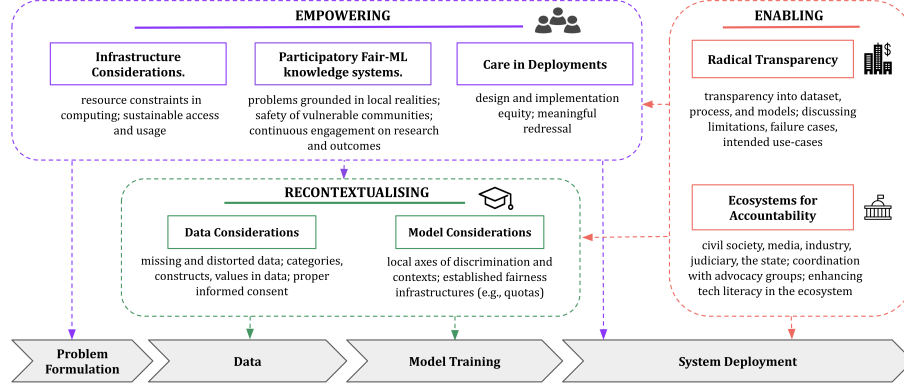 EMPOWERING
Infrastructure
Considerations.
resource constraints in
computing; sustainable access
and usage
Participatory Fair-ML
knowledge systems.
problems grounded in local realities;
safety of vulnerable communities;
continuous engagement on research
and outcomes
Care in Deployments
design and implementation
equity; meaningful
redressal
ENABLING
Radical Transparency
$
transparency into dataset,
process, and models; discussing
limitations, failure cases,
intended use-cases
Ecosystems for
Accountability
civil society, media, industry,
judiciary, the state; coordination
with advocacy groups; enhancing
tech literacy in the ecosystem
RECONTEXTUALISING
Data Considerations
missing and distorted data; categories,
constructs, values in data; proper
informed consent
Model Considerations
local axes of discrimination and
contexts; established fairness
infrastructures (e.g., quotas)
Problem
Formulation
Data
Model Training
System Deployment